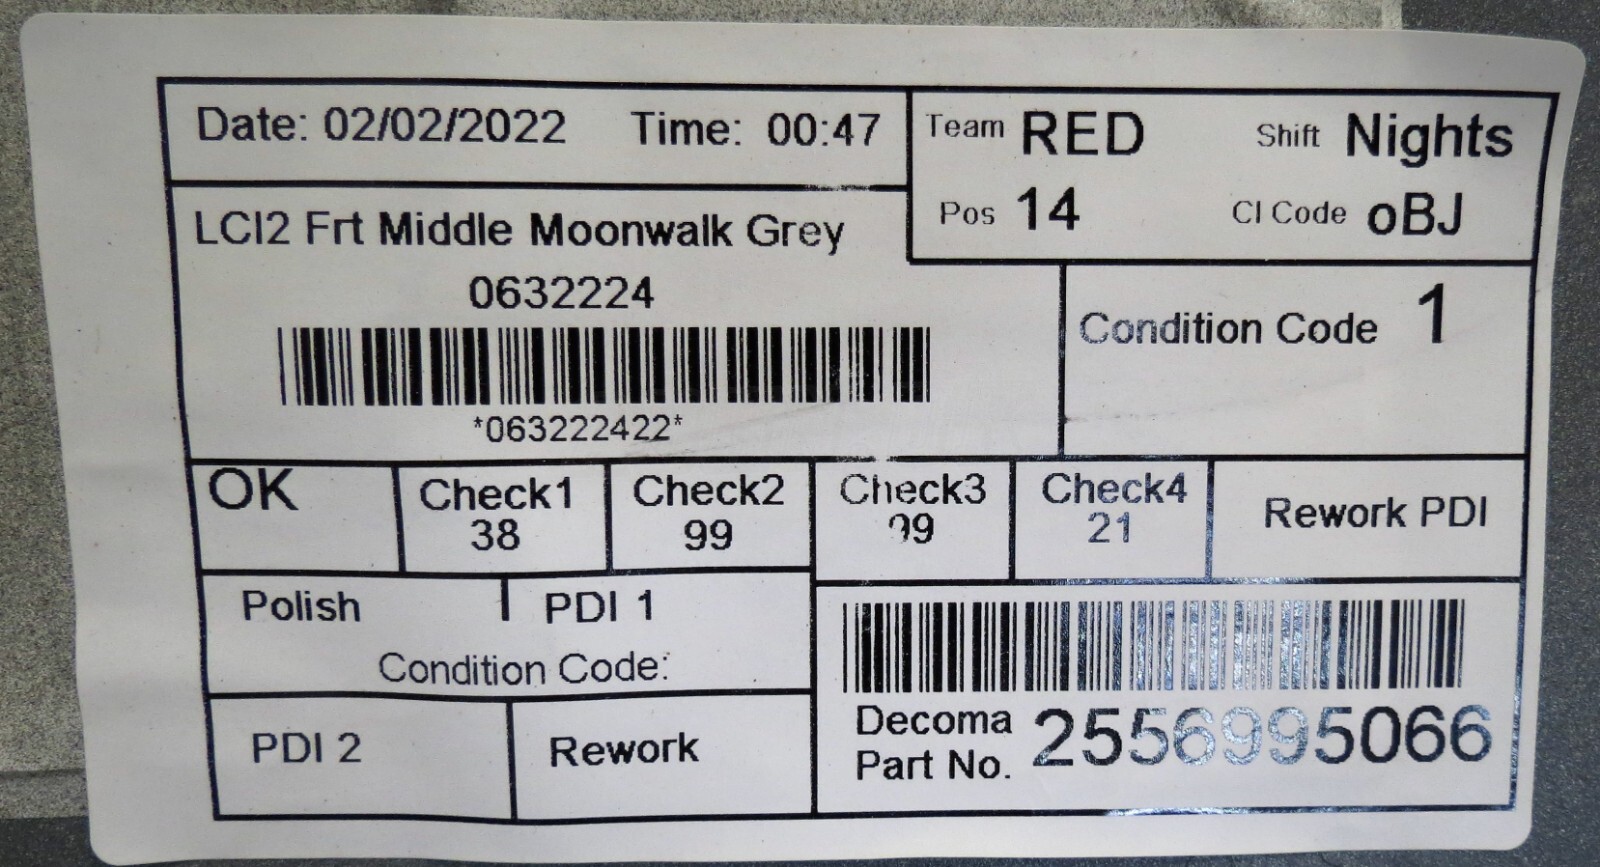 Date: 02/02/2022 Time: 00:47
Team RED Shift Nights
Pos 14 CI Code oBJ
LCI2 Frt Middle Moonwalk Grey
0632224
*063222422*
Condition Code 1
OK
Check1
38
Check2
99
Check3
99
Check4
21
Rework PDI
Polish
PDI 1
Condition Code:
PDI 2
Rework
Decoma
Part No. 2556995066